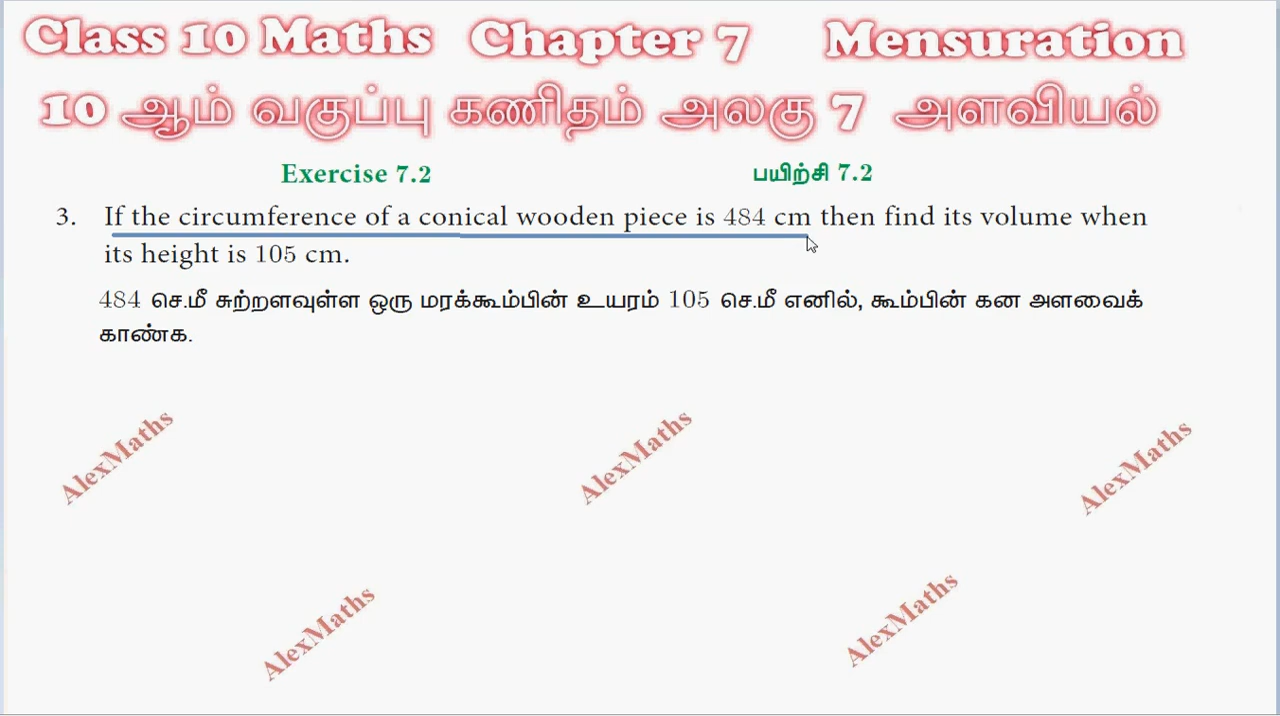 Class 10 Maths Chapter 7 Mensuration
10 ஆம் வகுப்பு கணிதம் அலகு 7 அளவியல்
Exercise 7.2 பயிற்சி 7.2
3. If the circumference of a conical wooden piece is 484 cm then find its volume when
its height is 105 cm.
484 செ.மீ சுற்றளவுள்ள ஒரு மரக்கூம்பின் உயரம் 105 செ.மீ எனில், கூம்பின் கன அளவைக்
காண்க.
AlexMaths AlexMaths AlexMaths
AlexMaths AlexMaths